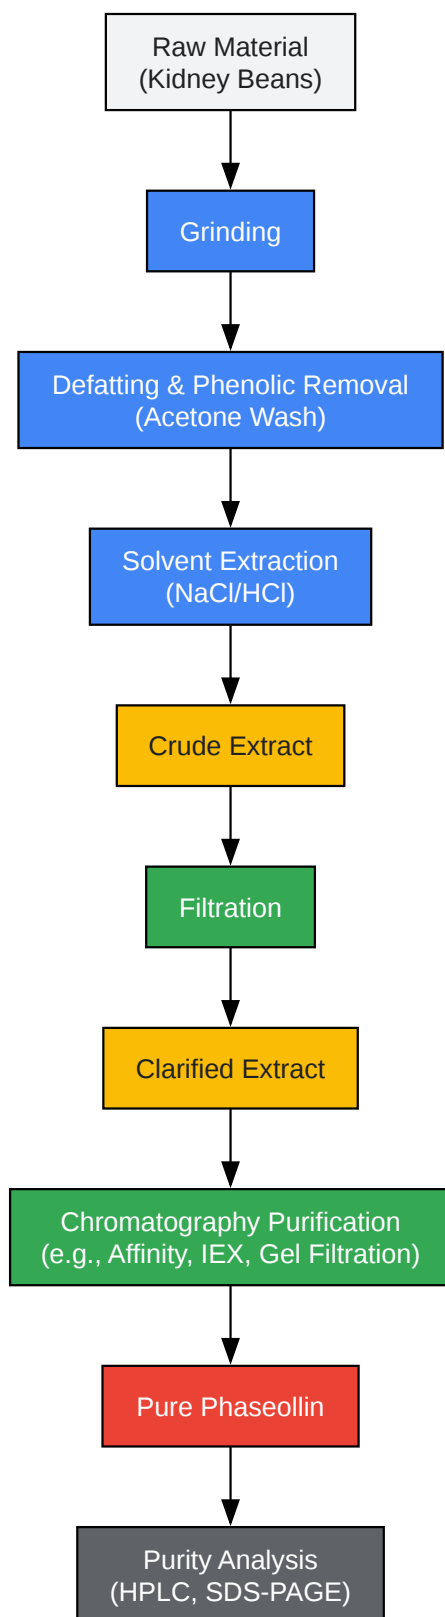 Raw Material
(Kidney Beans)
Grinding
Defatting & Phenolic Removal
(Acetone Wash)
Solvent Extraction
(NaCl/HCl)
Crude Extract
Filtration
Clarified Extract
Chromatography Purification
(e.g., Affinity, IEX, Gel Filtration)
Pure Phaseollin
Purity Analysis
(HPLC, SDS-PAGE)